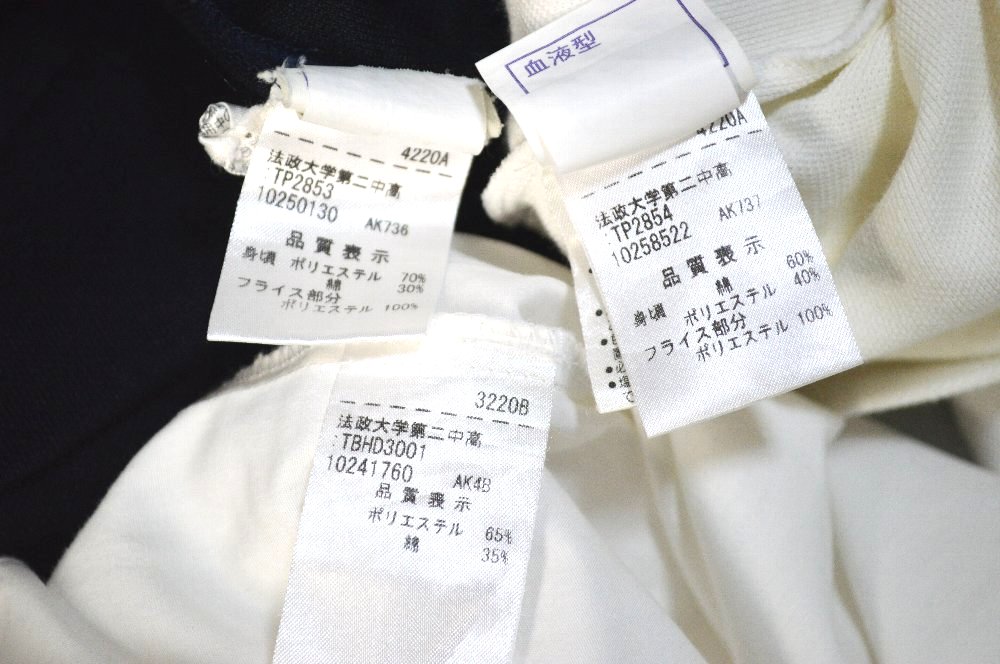 4220A
法政大学第二中高
:TP2853
10250130 AK736
品質表示
身頃 ポリエステル 70%
綿 30%
フライス部分
ポリエステル 100%
血液型
4220A
法政大学第二中高
:TP2854
10258522 AK737
品質表示
身頃 綿 60%
ポリエステル 40%
フライス部分
ポリエステル 100%
3220B
法政大学第二中高
:TBHD3001
10241760 AK4B
品質表示
ポリエステル 65%
綿 35%